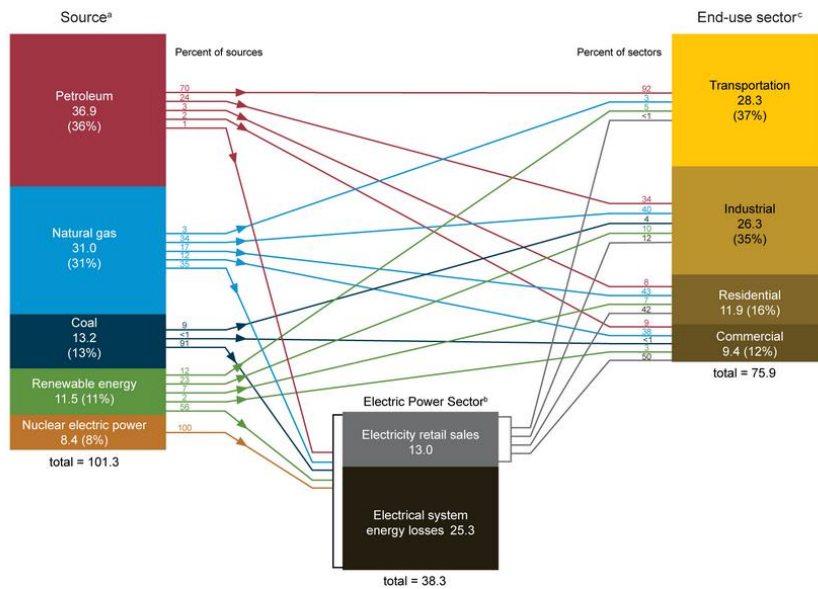 Sourceᵃ
End-use sectorᶜ
Percent of sources
Percent of sectors
Petroleum
36.9
(36%)
70
24
3
2
1
Natural gas
31.0
(31%)
3
34
17
12
35
Coal
13.2
(13%)
9
<1
91
Renewable energy
11.5 (11%)
12
23
7
2
56
Nuclear electric power
8.4 (8%)
100
total = 101.3
Electric Power Sectorᵇ
Electricity retail sales
13.0
Electrical system
energy losses 25.3
total = 38.3
92
3
5
<1
Transportation
28.3
(37%)
34
40
4
10
12
Industrial
26.3
(35%)
8
43
7
42
Residential
11.9 (16%)
9
38
<1
3
50
Commercial
9.4 (12%)
total = 75.9